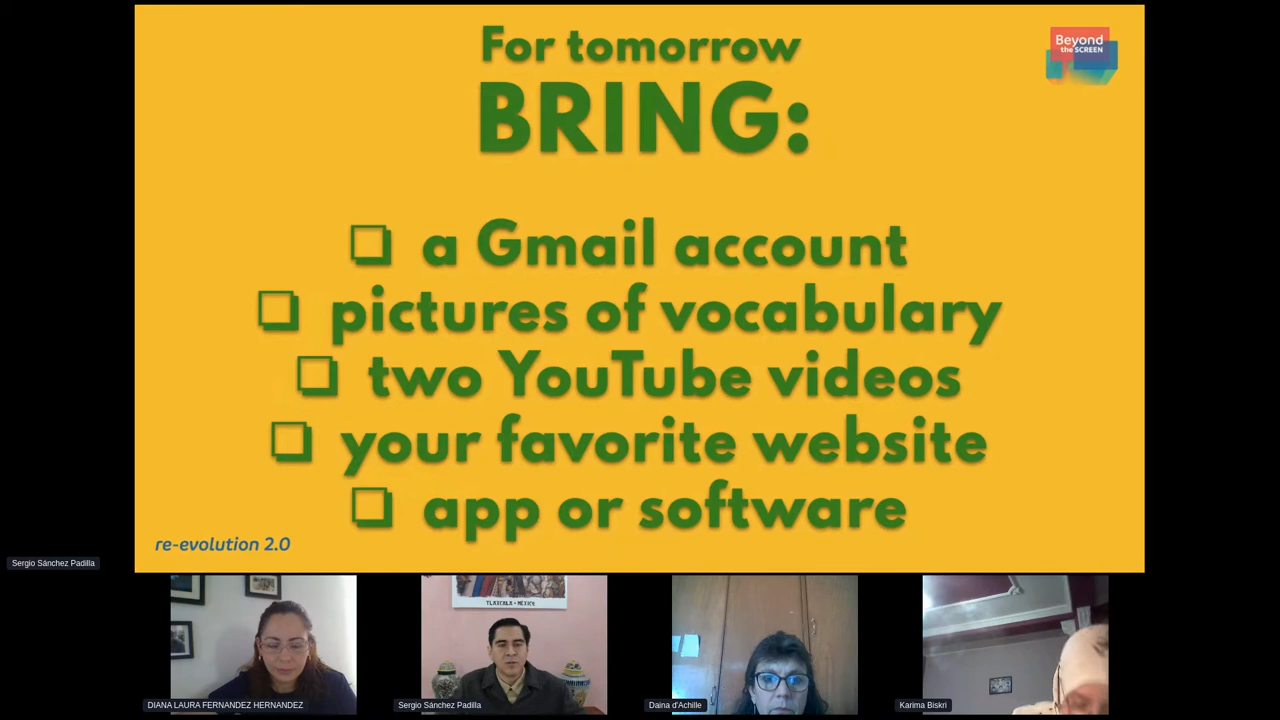 For tomorrow
BRING:
Beyond
the SCREEN
❏ a Gmail account
❏ pictures of vocabulary
❏ two YouTube videos
❏ your favorite website
❏ app or software
re-evolution 2.0
Sergio Sánchez Padilla
TLAXCALA • MÉXICO
DIANA LAURA FERNANDEZ HERNANDEZ
Sergio Sánchez Padilla
Daina d'Achille
Karima Biskri